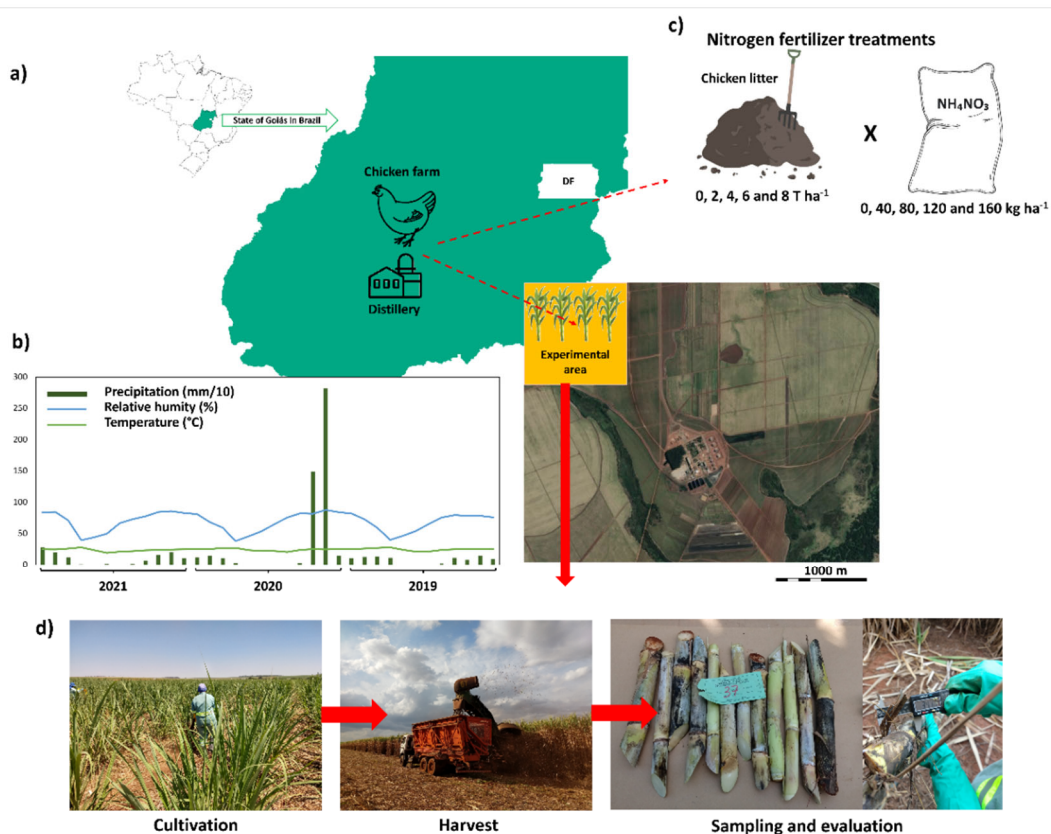 a)
State of Goiás in Brazil
Chicken farm
DF
Distillery
c)
Nitrogen fertilizer treatments
Chicken litter
NH₄NO₃
X
0, 2, 4, 6 and 8 T ha⁻¹
0, 40, 80, 120 and 160 kg ha⁻¹
Experimental
area
1000 m
b)
300
250
200
150
100
50
0
Precipitation (mm/10)
Relative humity (%)
Temperature (°C)
2021
2020
2019
d)
37
Cultivation
Harvest
Sampling and evaluation